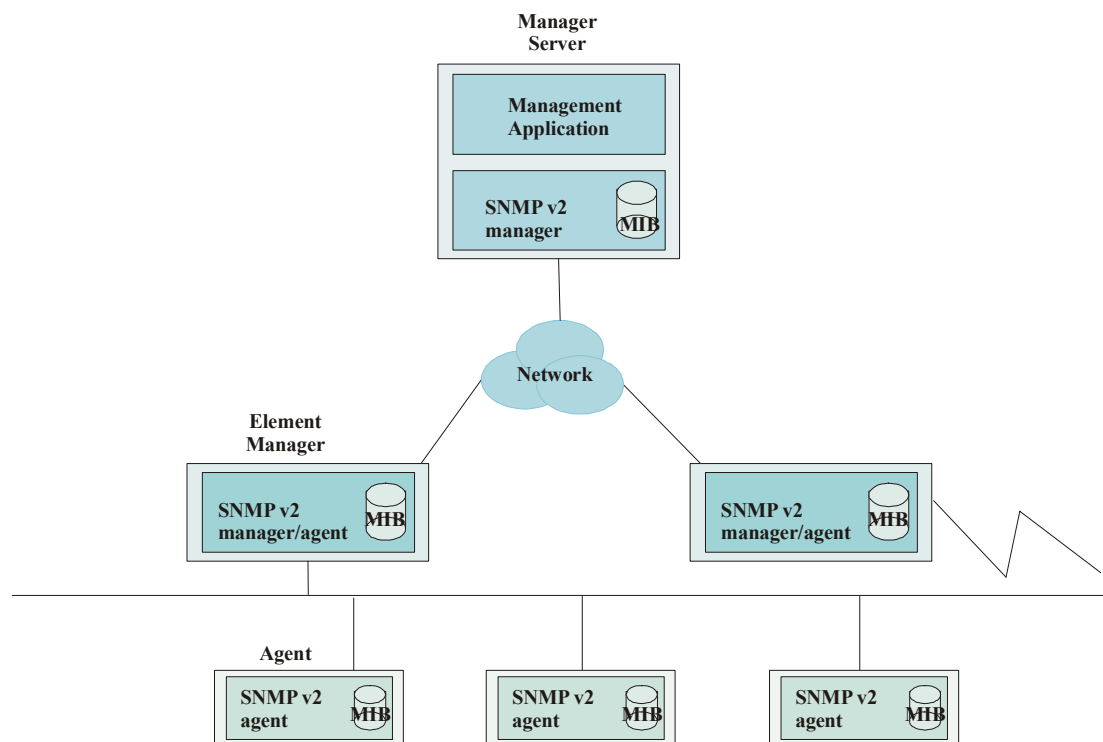 Manager
Server
Management
Application
SNMP v2
manager
MIB
Network
Element
Manager
SNMP v2
manager/agent
MIB
SNMP v2
manager/agent
MIB
Agent
SNMP v2
agent
MIB
SNMP v2
agent
MIB
SNMP v2
agent
MIB